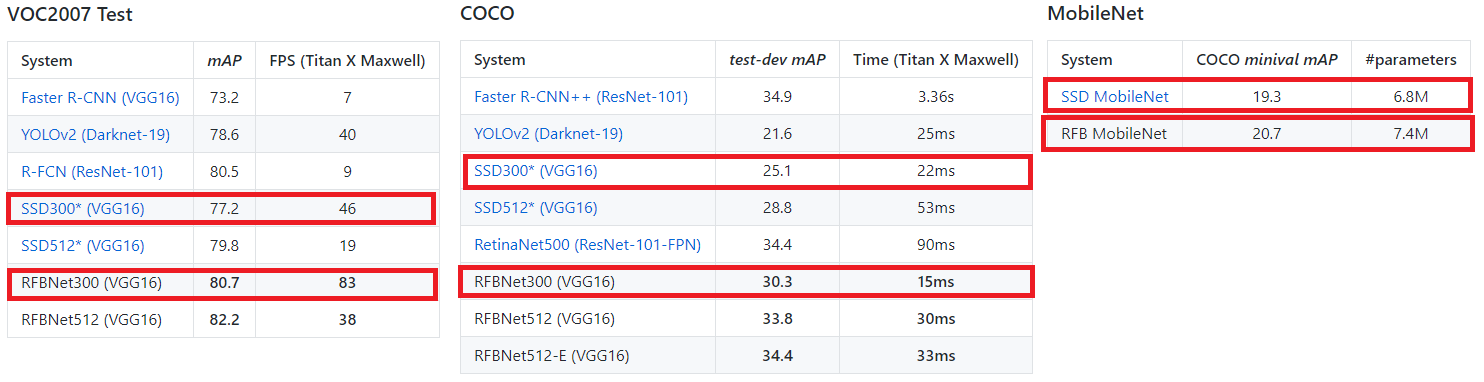 VOC2007 Test
System mAP FPS (Titan X Maxwell)
Faster R-CNN (VGG16) 73.2 7
YOLOv2 (Darknet-19) 78.6 40
R-FCN (ResNet-101) 80.5 9
SSD300* (VGG16) 77.2 46
SSD512* (VGG16) 79.8 19
RFBNet300 (VGG16) 80.7 83
RFBNet512 (VGG16) 82.2 38
COCO
System test-dev mAP Time (Titan X Maxwell)
Faster R-CNN++ (ResNet-101) 34.9 3.36s
YOLOv2 (Darknet-19) 21.6 25ms
SSD300* (VGG16) 25.1 22ms
SSD512* (VGG16) 28.8 53ms
RetinaNet500 (ResNet-101-FPN) 34.4 90ms
RFBNet300 (VGG16) 30.3 15ms
RFBNet512 (VGG16) 33.8 30ms
RFBNet512-E (VGG16) 34.4 33ms
MobileNet
System COCO minival mAP #parameters
SSD MobileNet 19.3 6.8M
RFB MobileNet 20.7 7.4M